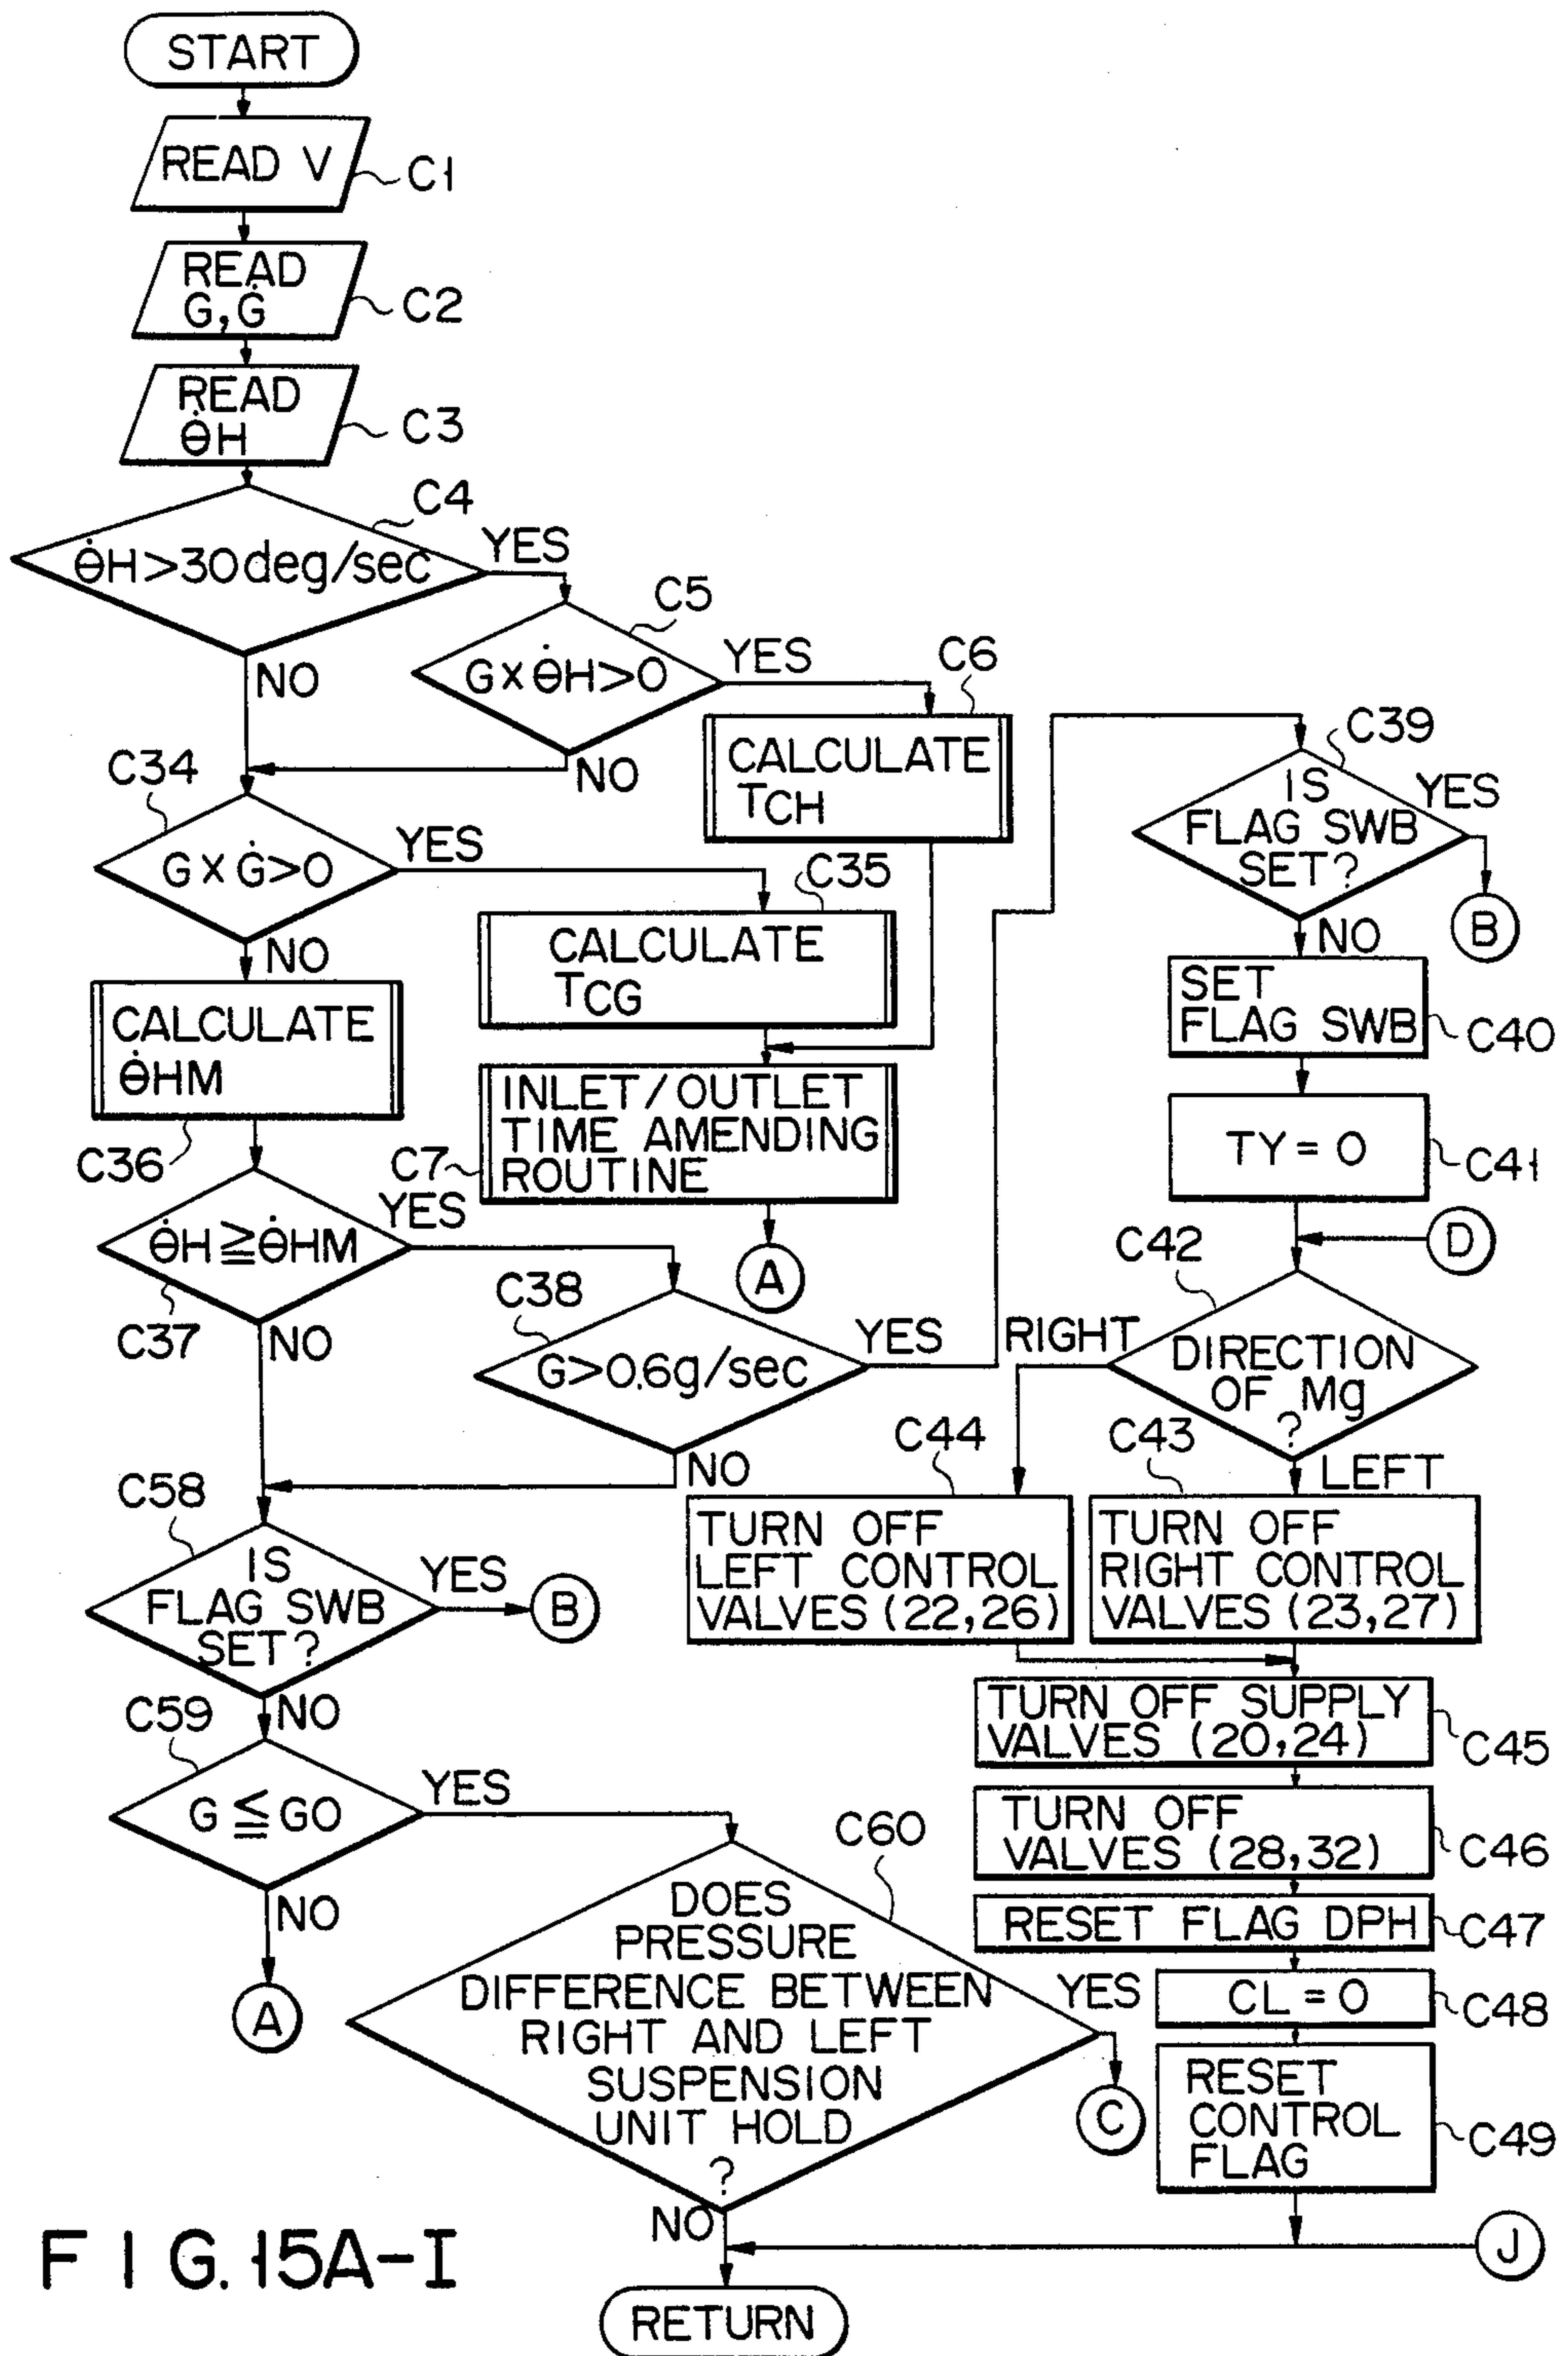 START
READ V
C1
READ
G, Ġ
C2
READ
θ̇H
C3
C4
θ̇H>30deg/sec
YES
NO
C5
G x θ̇H>0
YES
NO
C6
CALCULATE
TCH
C34
G x Ġ>0
YES
NO
C35
CALCULATE
TCG
CALCULATE
θ̇HM
C36
INLET/OUTLET
TIME AMENDING
ROUTINE
C7
A
θ̇H≧θ̇HM
YES
C37
NO
C38
G>0.6g/sec
YES
NO
C39
IS
FLAG SWB
SET?
YES
B
NO
SET
FLAG SWB
C40
TY=0
C41
D
C42
DIRECTION
OF Mg
?
RIGHT
LEFT
C44
TURN OFF
LEFT CONTROL
VALVES (22,26)
C43
TURN OFF
RIGHT CONTROL
VALVES (23,27)
TURN OFF SUPPLY
VALVES (20,24)
C45
TURN OFF
VALVES (28,32)
C46
RESET FLAG DPH
C47
CL=0
C48
RESET
CONTROL
FLAG
C49
J
C58
IS
FLAG SWB
SET?
YES
B
NO
C59
G≦GO
YES
NO
A
C60
DOES
PRESSURE
DIFFERENCE BETWEEN
RIGHT AND LEFT
SUSPENSION
UNIT HOLD
?
YES
C
NO
RETURN
FIG.15A-I